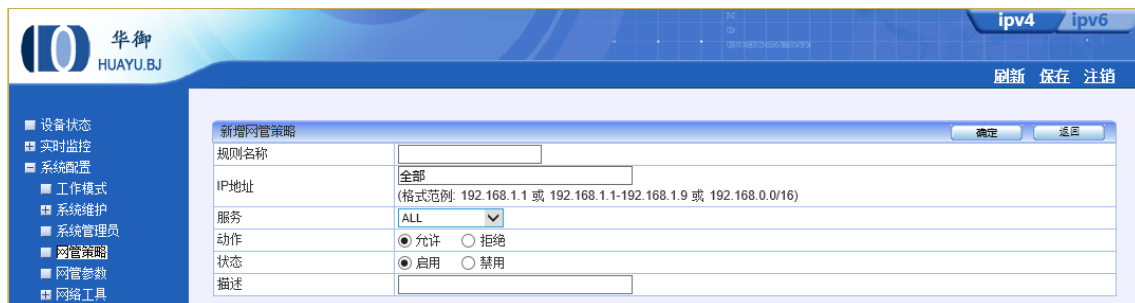 ipv4 ipv6
华御
HUAYU.BJ
刷新 保存 注销
设备状态
实时监控
系统配置
工作模式
系统维护
系统管理员
网管策略
网管参数
网络工具
新增网管策略 确定 返回
规则名称
IP地址 全部
(格式范例: 192.168.1.1 或 192.168.1.1-192.168.1.9 或 192.168.0.0/16)
服务 ALL
动作 允许 拒绝
状态 启用 禁用
描述